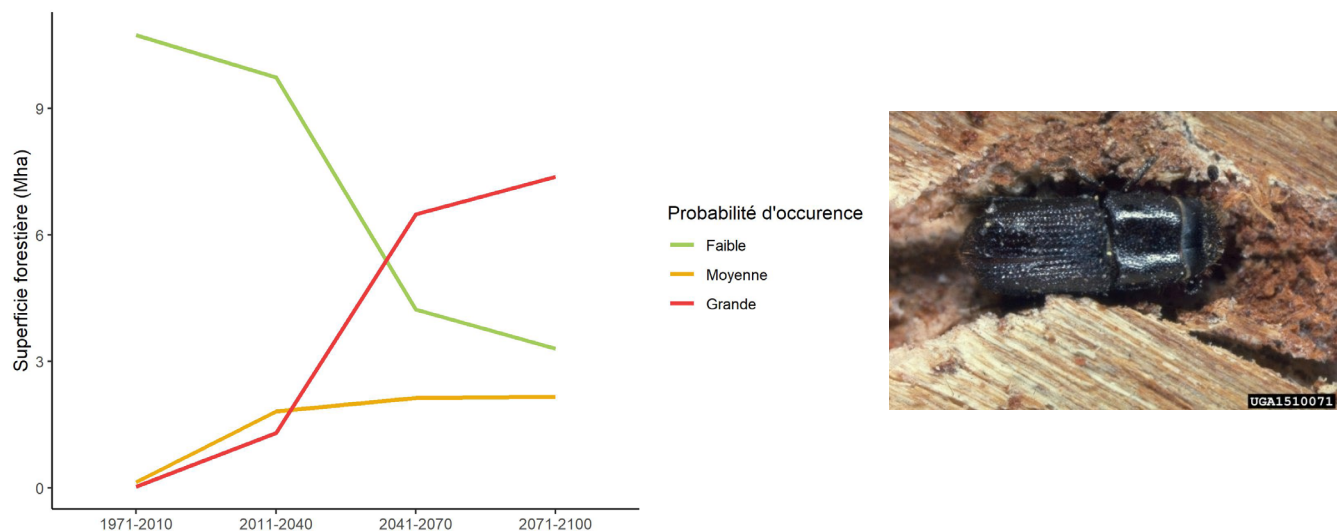 Superficie forestière (Mha)
9
6
3
0
1971-2010
2011-2040
2041-2070
2071-2100
Probabilité d'occurence
Faible
Moyenne
Grande
UGA1510071